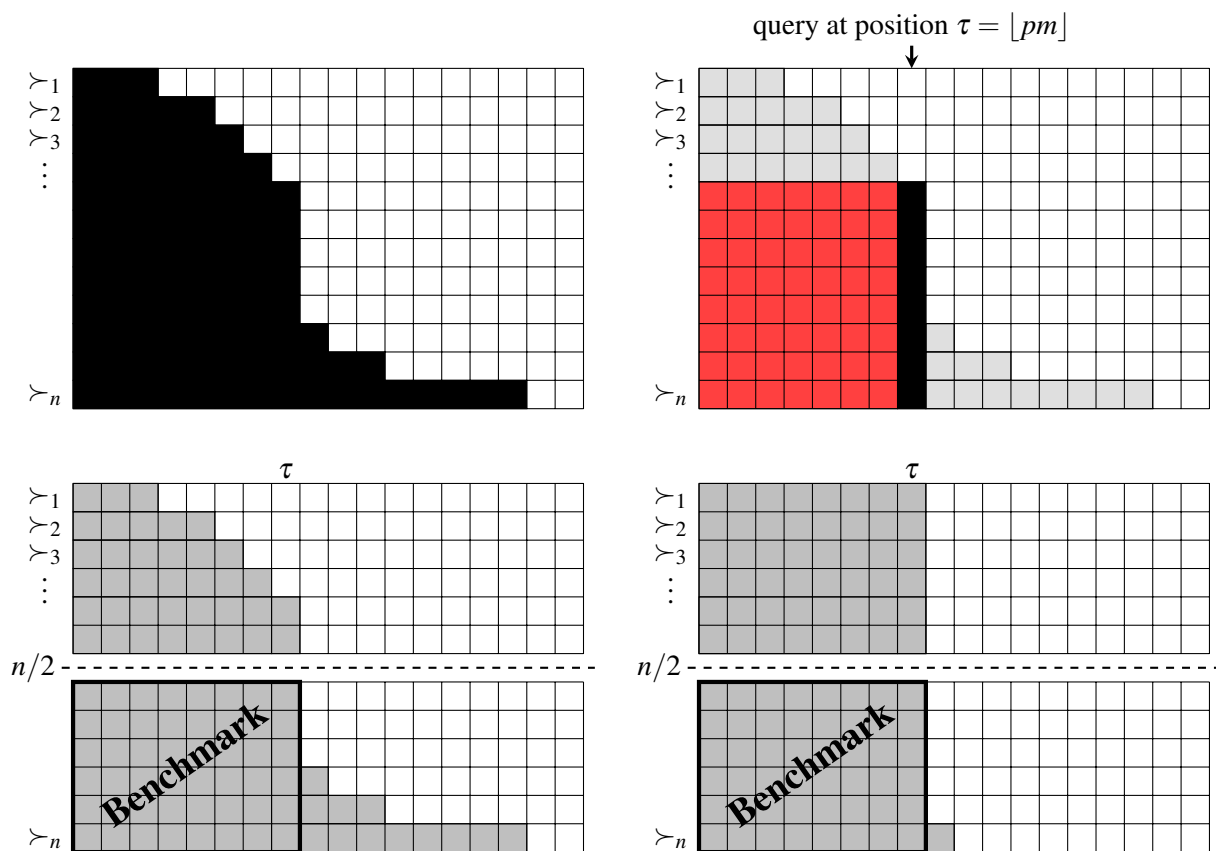 query at position τ = ⌊pm⌋
≻1
≻2
≻3
⋮
≻n
≻1
≻2
≻3
⋮
≻n
τ
≻1
≻2
≻3
⋮
n/2
Benchmark
≻n
τ
≻1
≻2
≻3
⋮
n/2
Benchmark
≻n